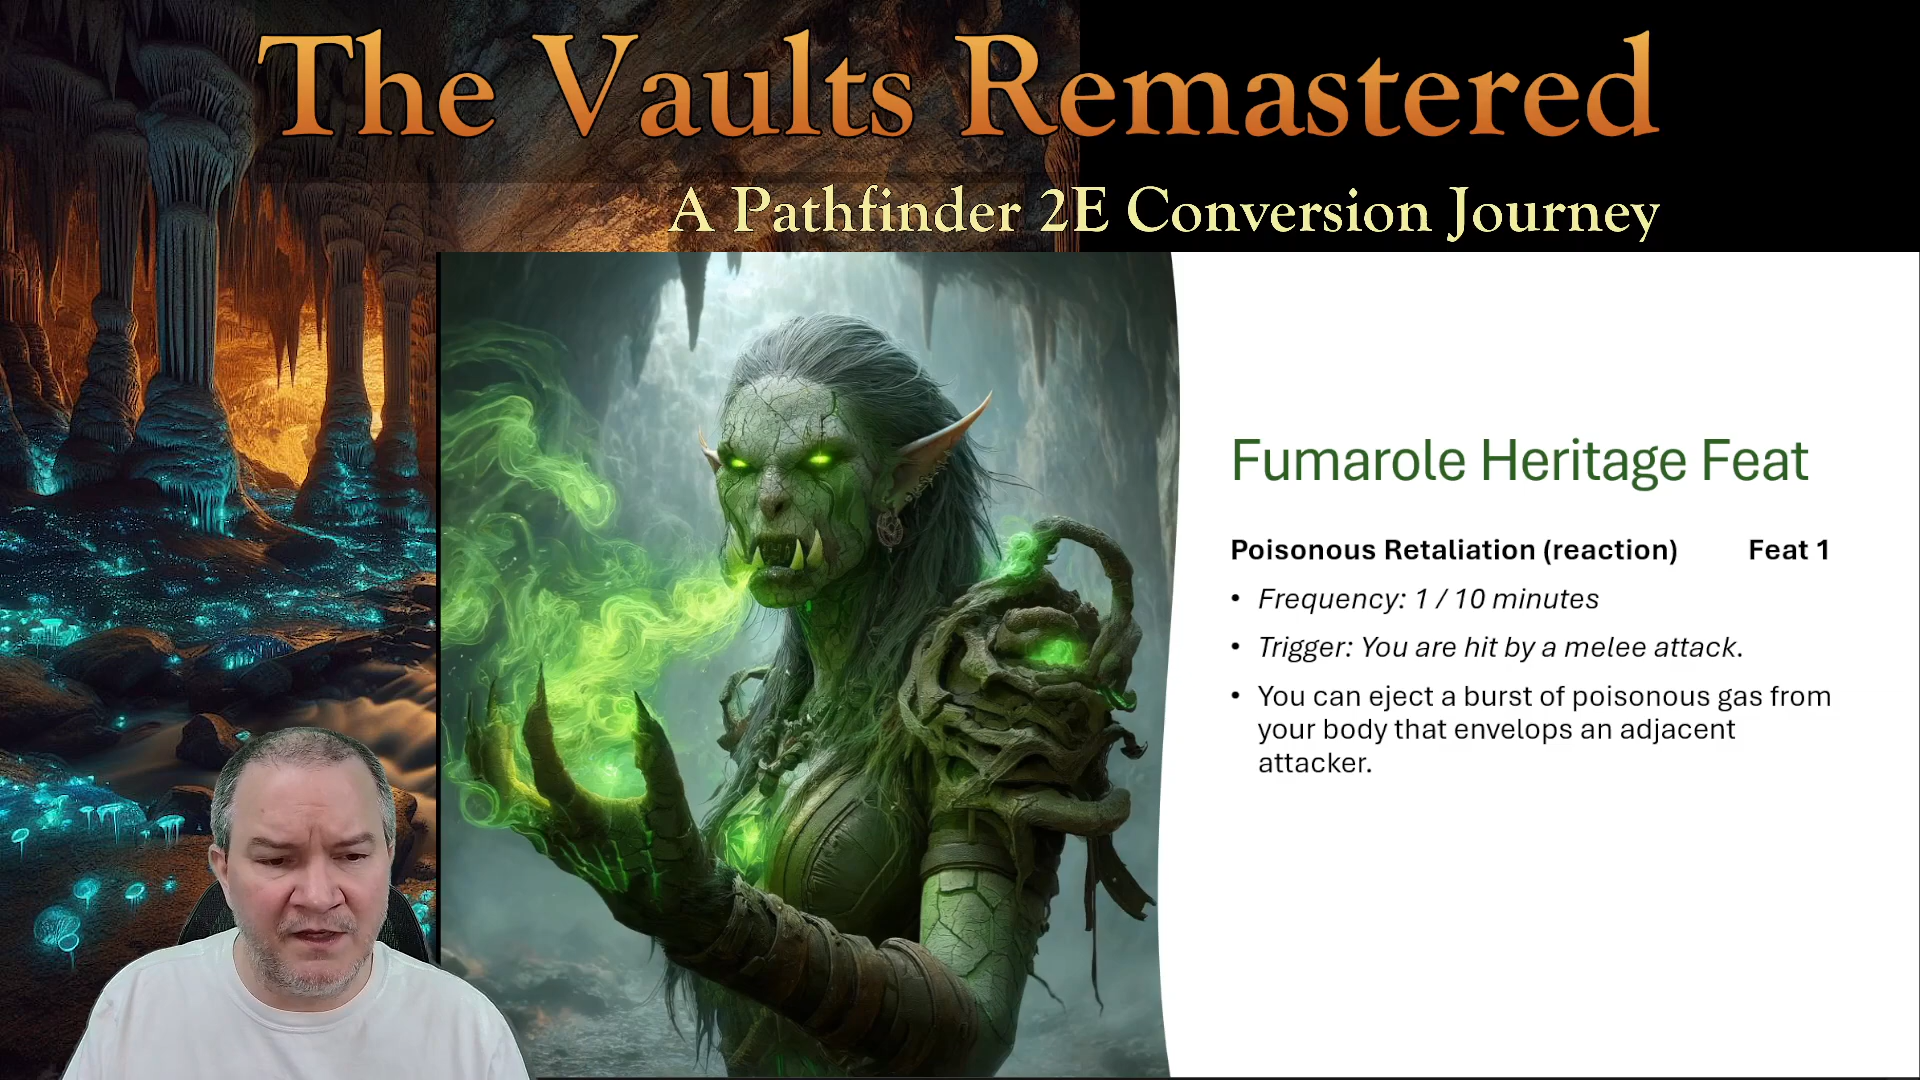 The Vaults Remastered
A Pathfinder 2E Conversion Journey
Fumarole Heritage Feat
Poisonous Retaliation (reaction) Feat 1
• Frequency: 1 / 10 minutes
• Trigger: You are hit by a melee attack.
• You can eject a burst of poisonous gas from
your body that envelops an adjacent
attacker.